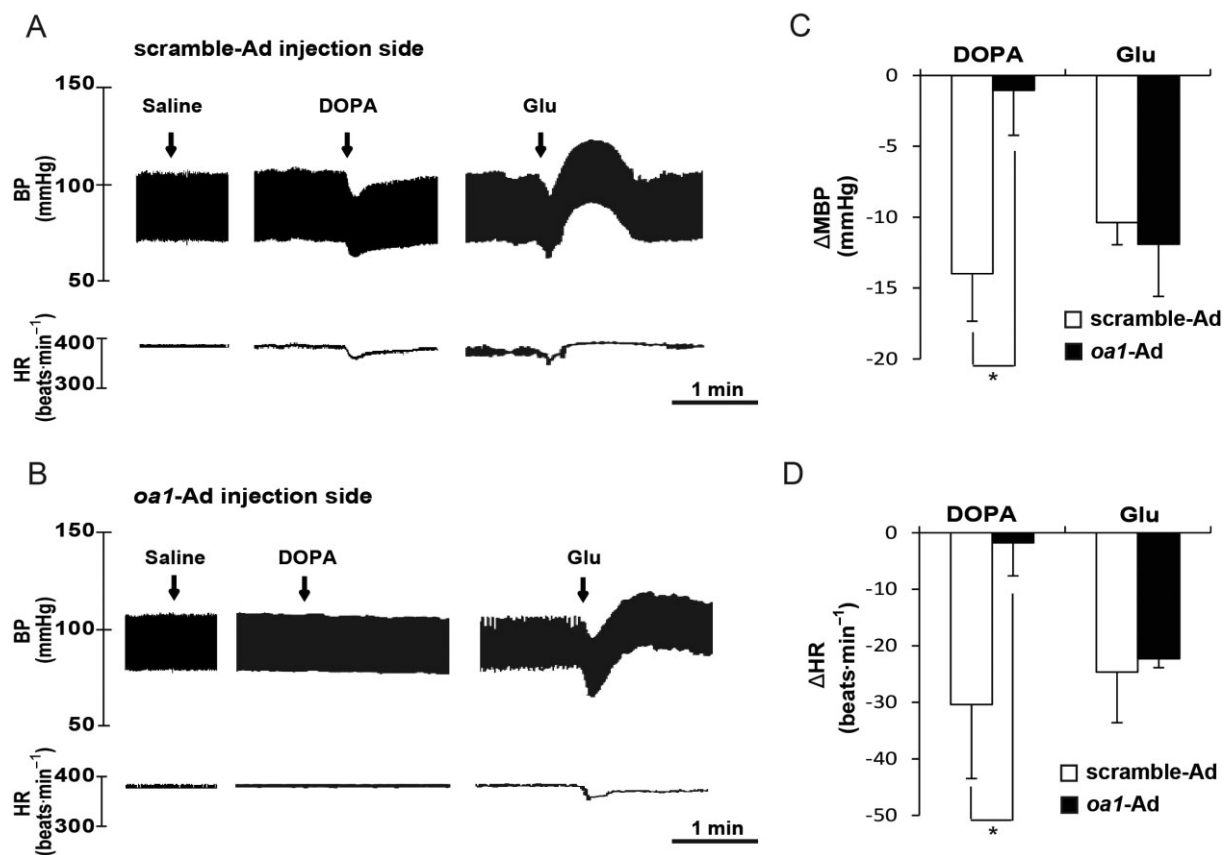 A
scramble-Ad injection side
150
100
50
BP
(mmHg)
Saline
DOPA
Glu
400
300
HR
(beats·min⁻¹)
1 min
B
oa1-Ad injection side
150
100
50
BP
(mmHg)
Saline
DOPA
Glu
400
300
HR
(beats·min⁻¹)
1 min
C
DOPA
Glu
0
-5
-10
-15
-20
ΔMBP
(mmHg)
scramble-Ad
oa1-Ad
*
D
DOPA
Glu
0
-10
-20
-30
-40
-50
ΔHR
(beats·min⁻¹)
scramble-Ad
oa1-Ad
*